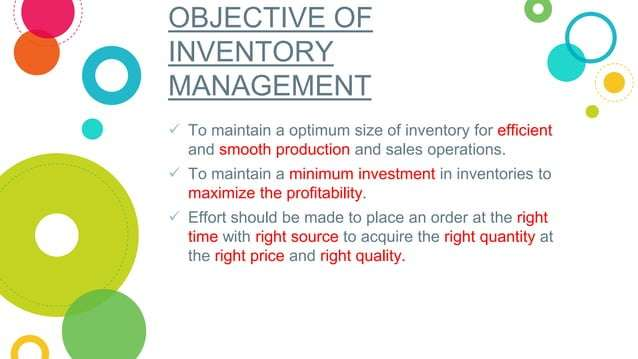 OBJECTIVE OF
INVENTORY
MANAGEMENT
✓ To maintain a optimum size of inventory for efficient
and smooth production and sales operations.
✓ To maintain a minimum investment in inventories to
maximize the profitability.
✓ Effort should be made to place an order at the right
time with right source to acquire the right quantity at
the right price and right quality.